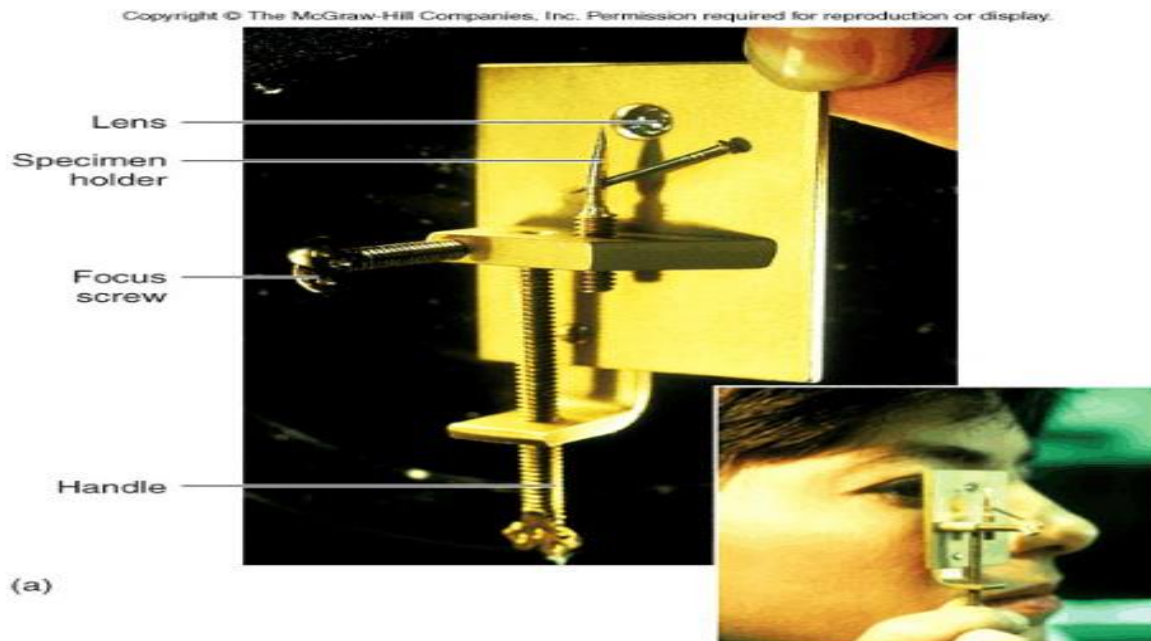 Copyright © The McGraw-Hill Companies, Inc. Permission required for reproduction or display.
Lens
Specimen
holder
Focus
screw
Handle
(a)